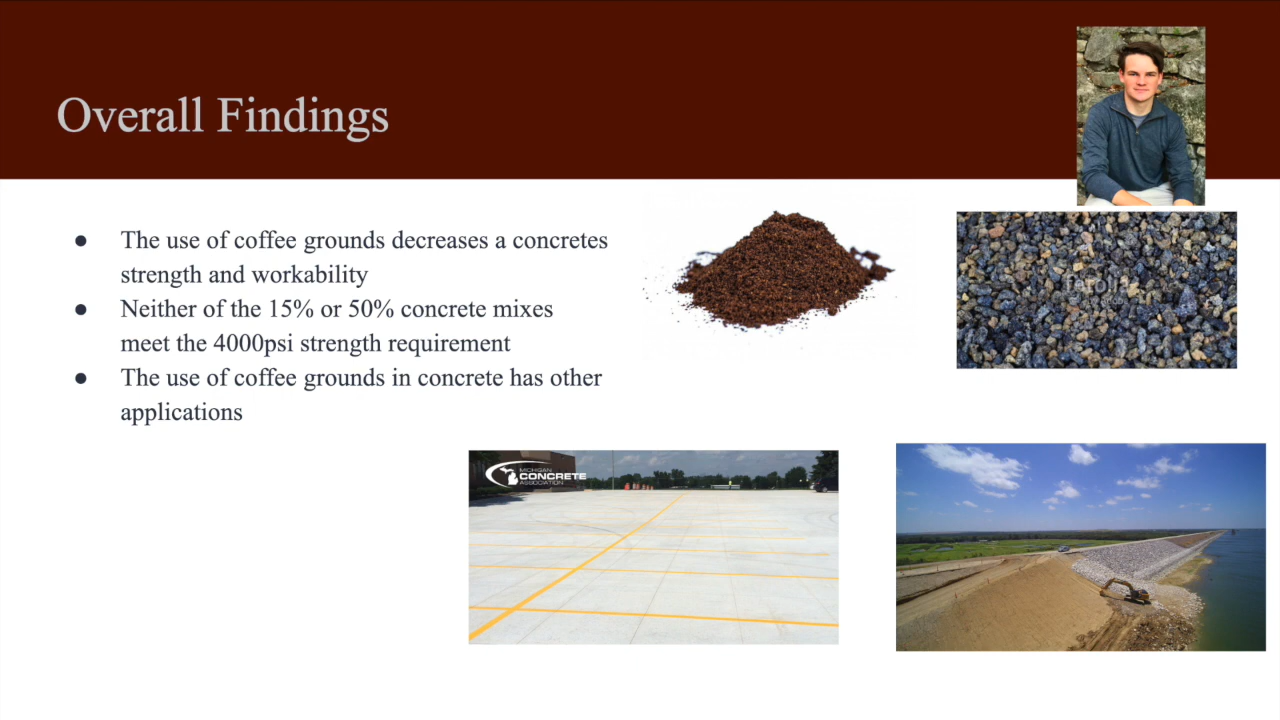 Overall Findings
● The use of coffee grounds decreases a concretes
strength and workability
● Neither of the 15% or 50% concrete mixes
meet the 4000psi strength requirement
● The use of coffee grounds in concrete has other
applications
MICHIGAN
CONCRETE
ASSOCIATION